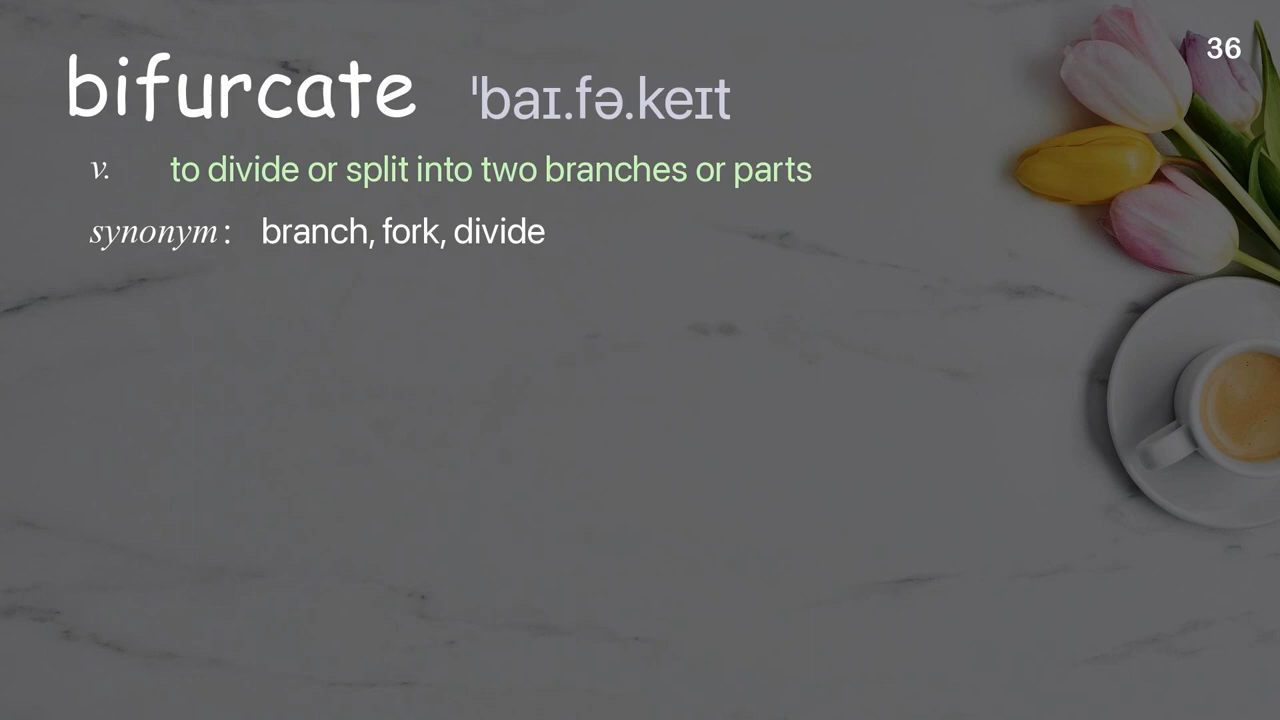 36
bifurcate ˈbaɪ.fə.keɪt
v. to divide or split into two branches or parts
synonym : branch, fork, divide